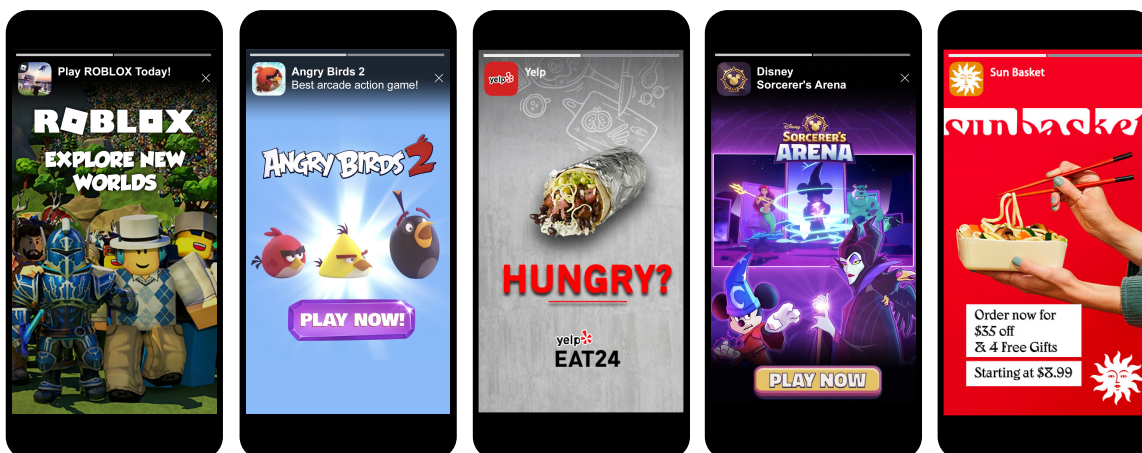 Play ROBLOX Today!
ROBLOX
EXPLORE NEW
WORLDS
Angry Birds 2
Best arcade action game!
ANGRY BIRDS 2
PLAY NOW!
yelp
Yelp
HUNGRY?
yelp
EAT24
Disney
Sorcerer's Arena
Disney
SORCERER'S
ARENA
PLAY NOW
Sun Basket
sunbasket
Order now for
$35 off
& 4 Free Gifts
Starting at $8.99